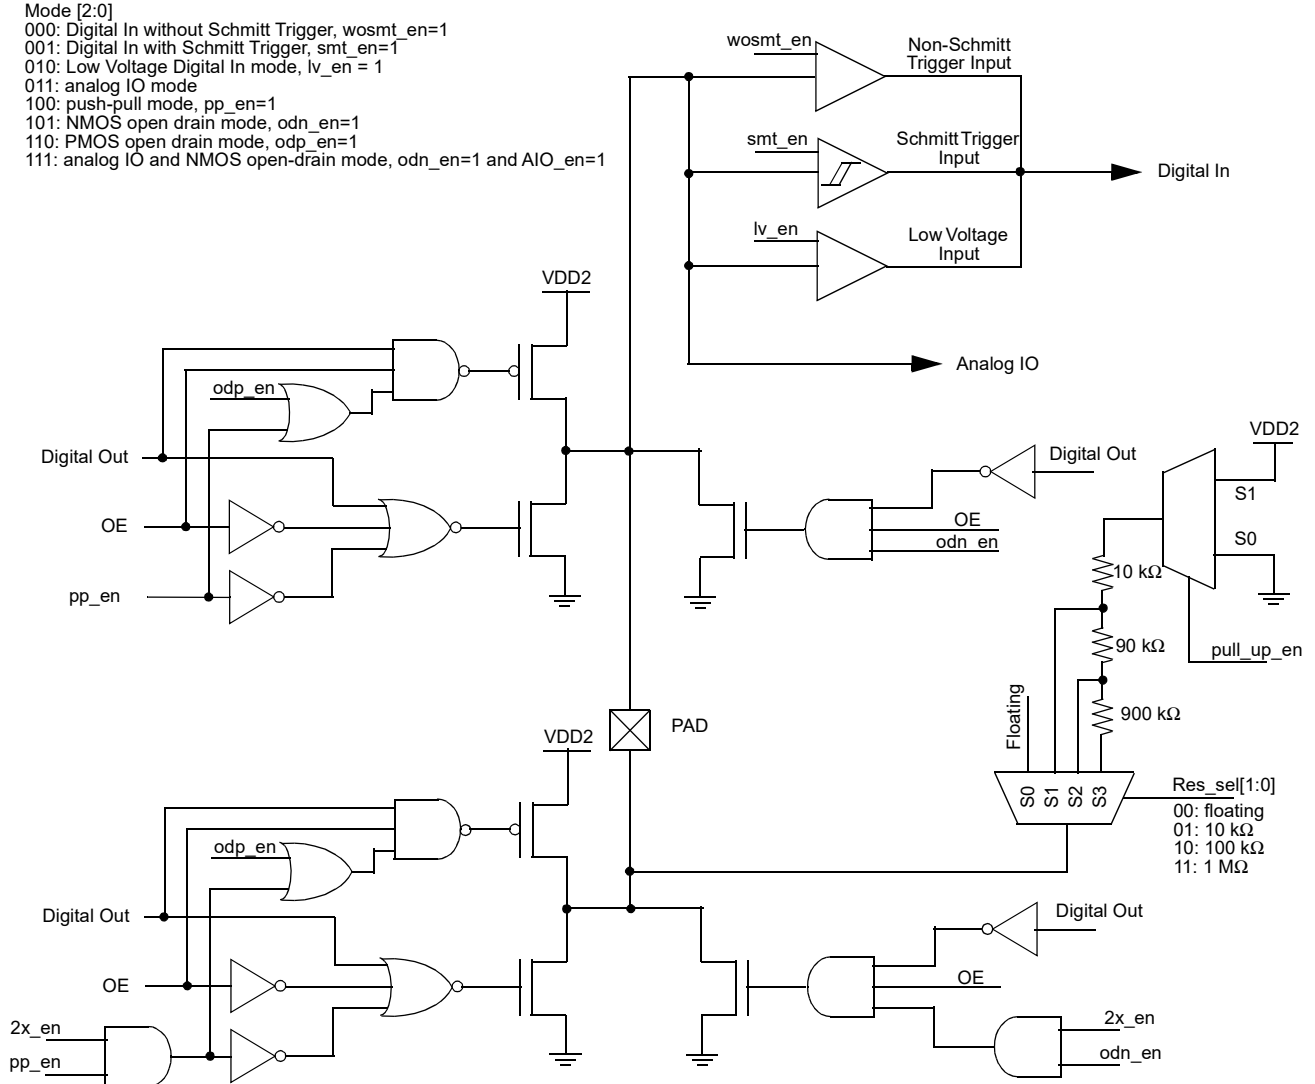 Mode [2:0]
000: Digital In without Schmitt Trigger, wosmt_en=1
001: Digital In with Schmitt Trigger, smt_en=1
010: Low Voltage Digital In mode, lv_en = 1
011: analog IO mode
100: push-pull mode, pp_en=1
101: NMOS open drain mode, odn_en=1
110: PMOS open drain mode, odp_en=1
111: analog IO and NMOS open-drain mode, odn_en=1 and AIO_en=1
wosmt_en
Non-Schmitt
Trigger Input
smt_en
Schmitt Trigger
Input
Digital In
lv_en
Low Voltage
Input
Analog IO
VDD2
odp_en
Digital Out
OE
pp_en
Digital Out
OE
odn_en
VDD2
S1
S0
10 kΩ
90 kΩ
900 kΩ
pull_up_en
Floating
PAD
S0
S1
S2
S3
Res_sel[1:0]
00: floating
01: 10 kΩ
10: 100 kΩ
11: 1 MΩ
VDD2
odp_en
Digital Out
OE
2x_en
pp_en
Digital Out
OE
2x_en
odn_en